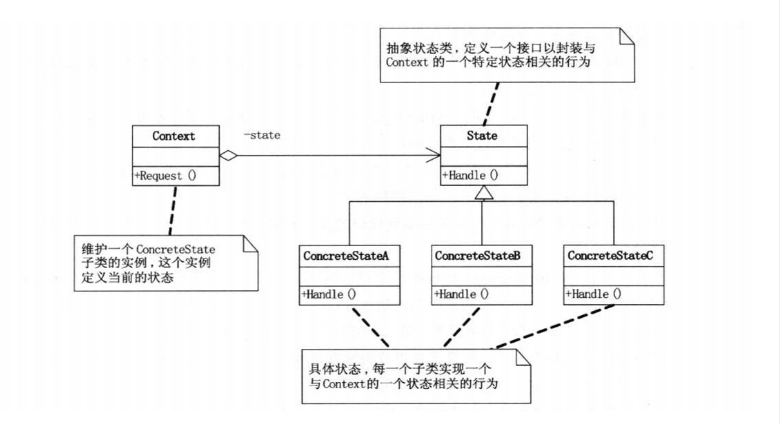 抽象状态类，定义一个接口以封装与
Context 的一个特定状态相关的行为
Context
-state
State
+Request()
+Handle()
维护一个 ConcreteState
子类的实例，这个实例
定义当前的状态
ConcreteStateA
ConcreteStateB
ConcreteStateC
+Handle()
+Handle()
+Handle()
具体状态，每一个子类实现一个
与Context的一个状态相关的行为